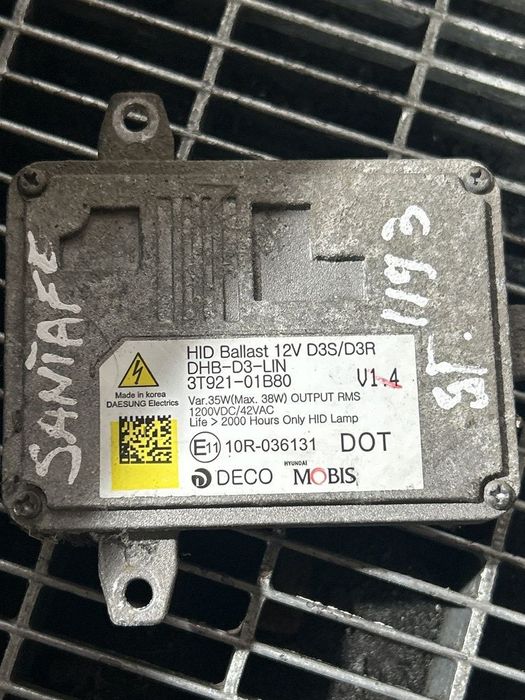 SANTAFE
ST. 1193
HID Ballast 12V D3S/D3R
DHB-D3-LIN
3T921-01B80
V1.4
Made in korea
DAESUNG Electrics
Var.35W(Max. 38W) OUTPUT RMS
1200VDC/42VAC
Life > 2000 Hours Only HID Lamp
E11 10R-036131 DOT
DECO HYUNDAI MOBIS